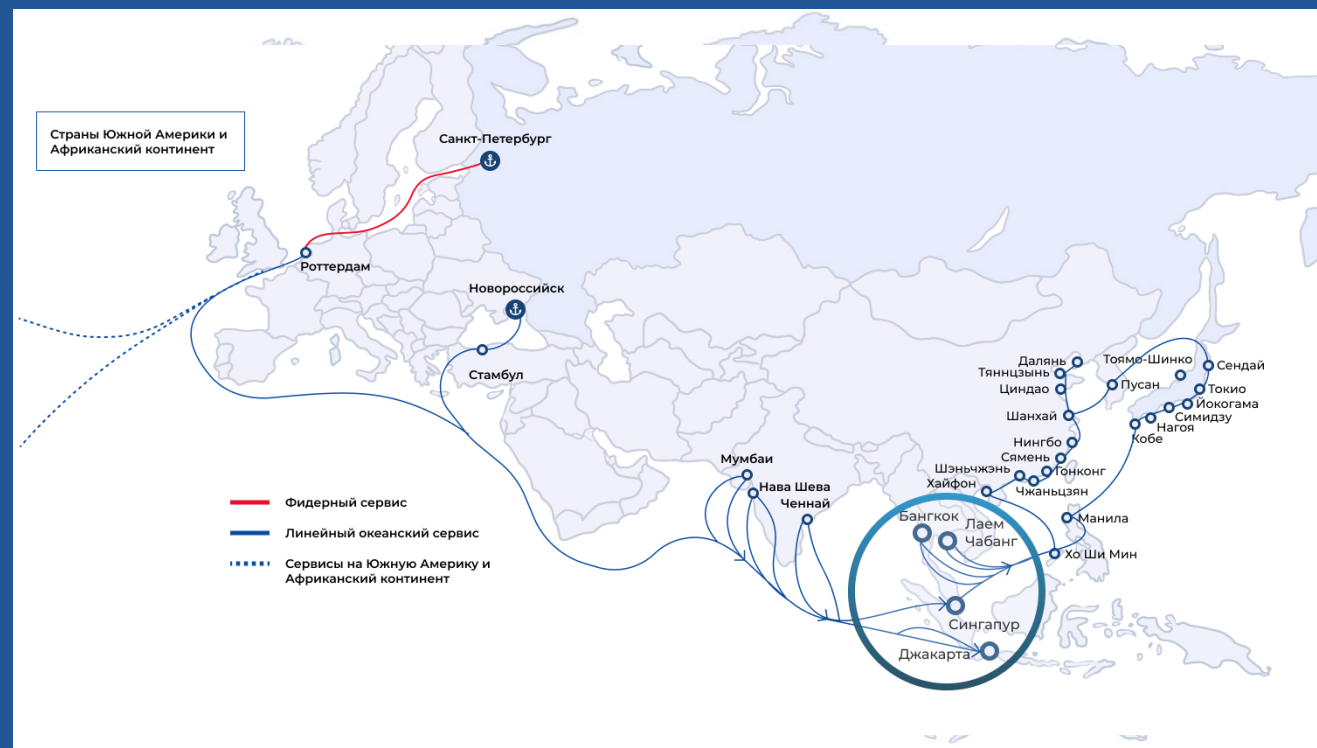 Страны Южной Америки и
Африканский континент
Санкт-Петербург
Роттердам
Новороссийск
Стамбул
Фидерный сервис
Линейный океанский сервис
Сервисы на Южную Америку и
Африканский континент
Мумбаи
Нава Шева
Ченнай
Далянь
Тяннцзынь
Циндао
Шанхай
Нингбо
Сямень
Шэньчжэнь
Хайфон
Гонконг
Чжаньцзян
Тоямо-Шинко
Пусан
Сендай
Токио
Йокогама
Симидзу
Нагоя
Кобе
Манила
Хо Ши Мин
Бангкок
Лаем
Чабанг
Сингапур
Джакарта